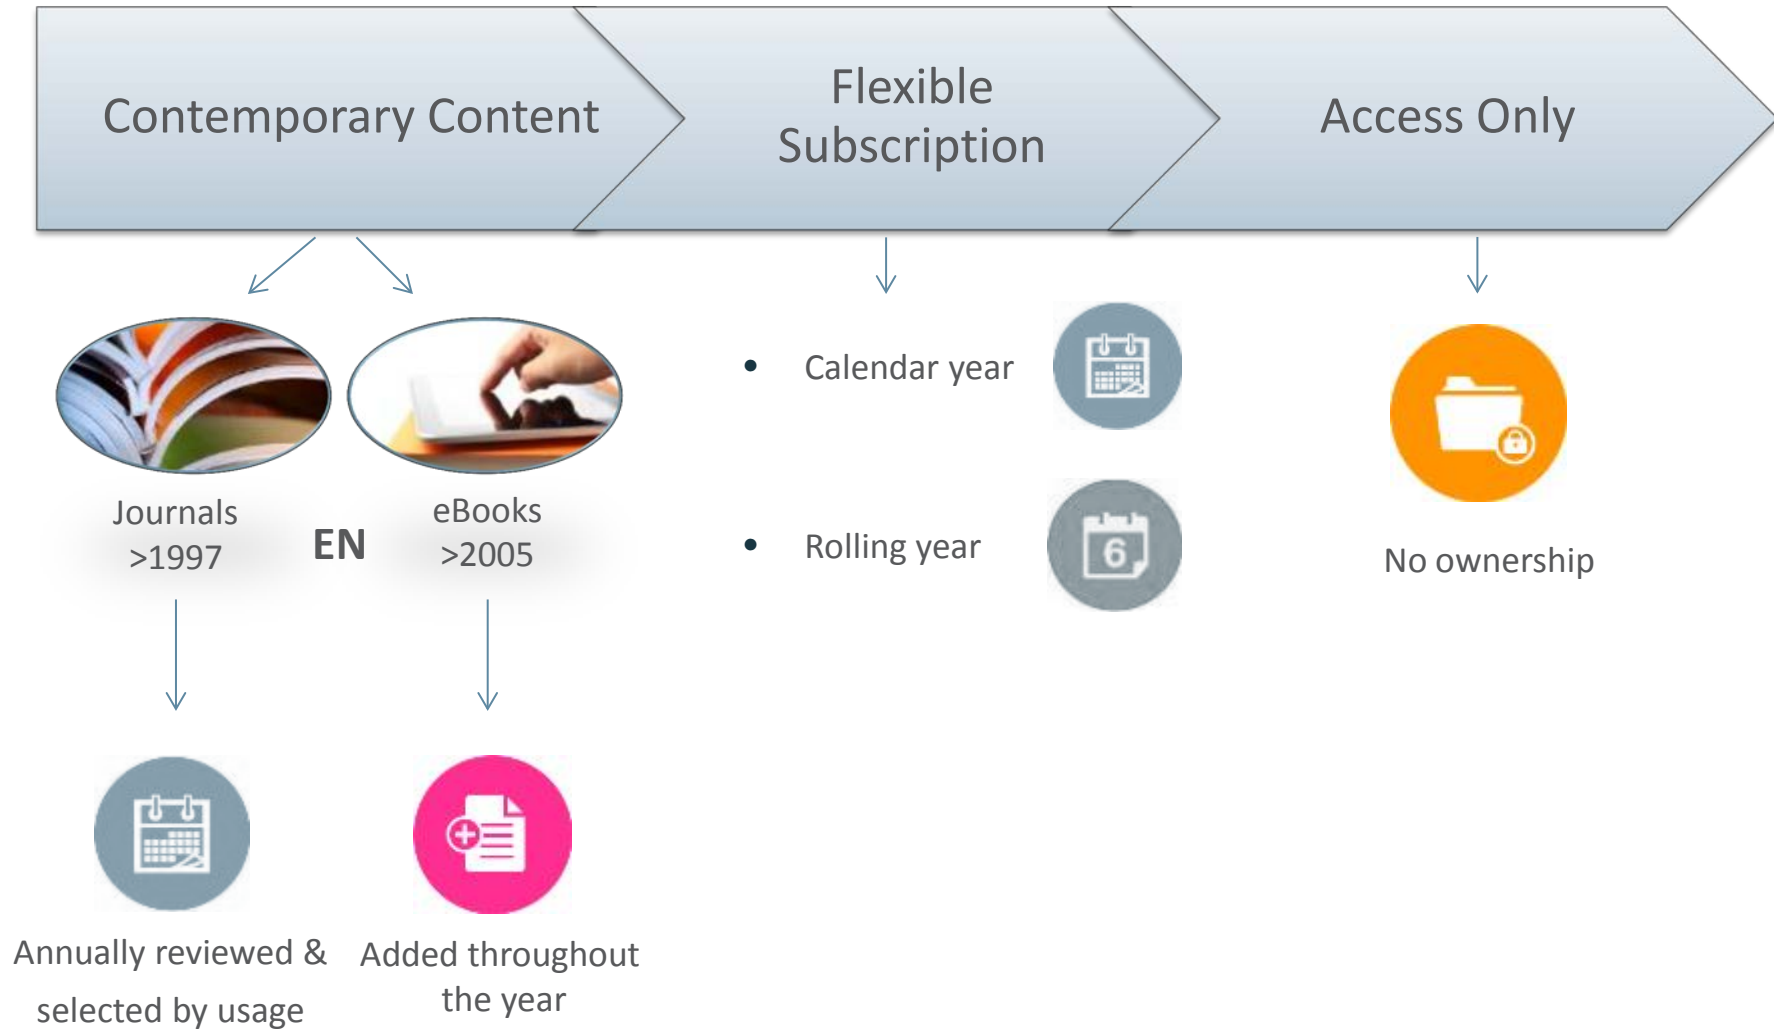 Contemporary Content
Flexible
Subscription
Access Only
Journals
>1997
EN
eBooks
>2005
Annually reviewed &
selected by usage
Added throughout
the year
• Calendar year
• Rolling year
6
No ownership